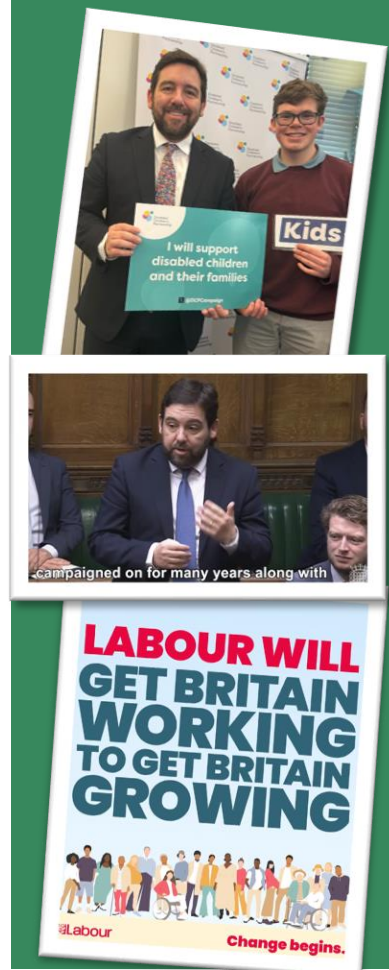 I will support
disabled children
and their families
@DCPCampaign
Kids
campaigned on for many years along with
LABOUR WILL
GET BRITAIN
WORKING
TO GET BRITAIN
GROWING
Labour
Change begins.